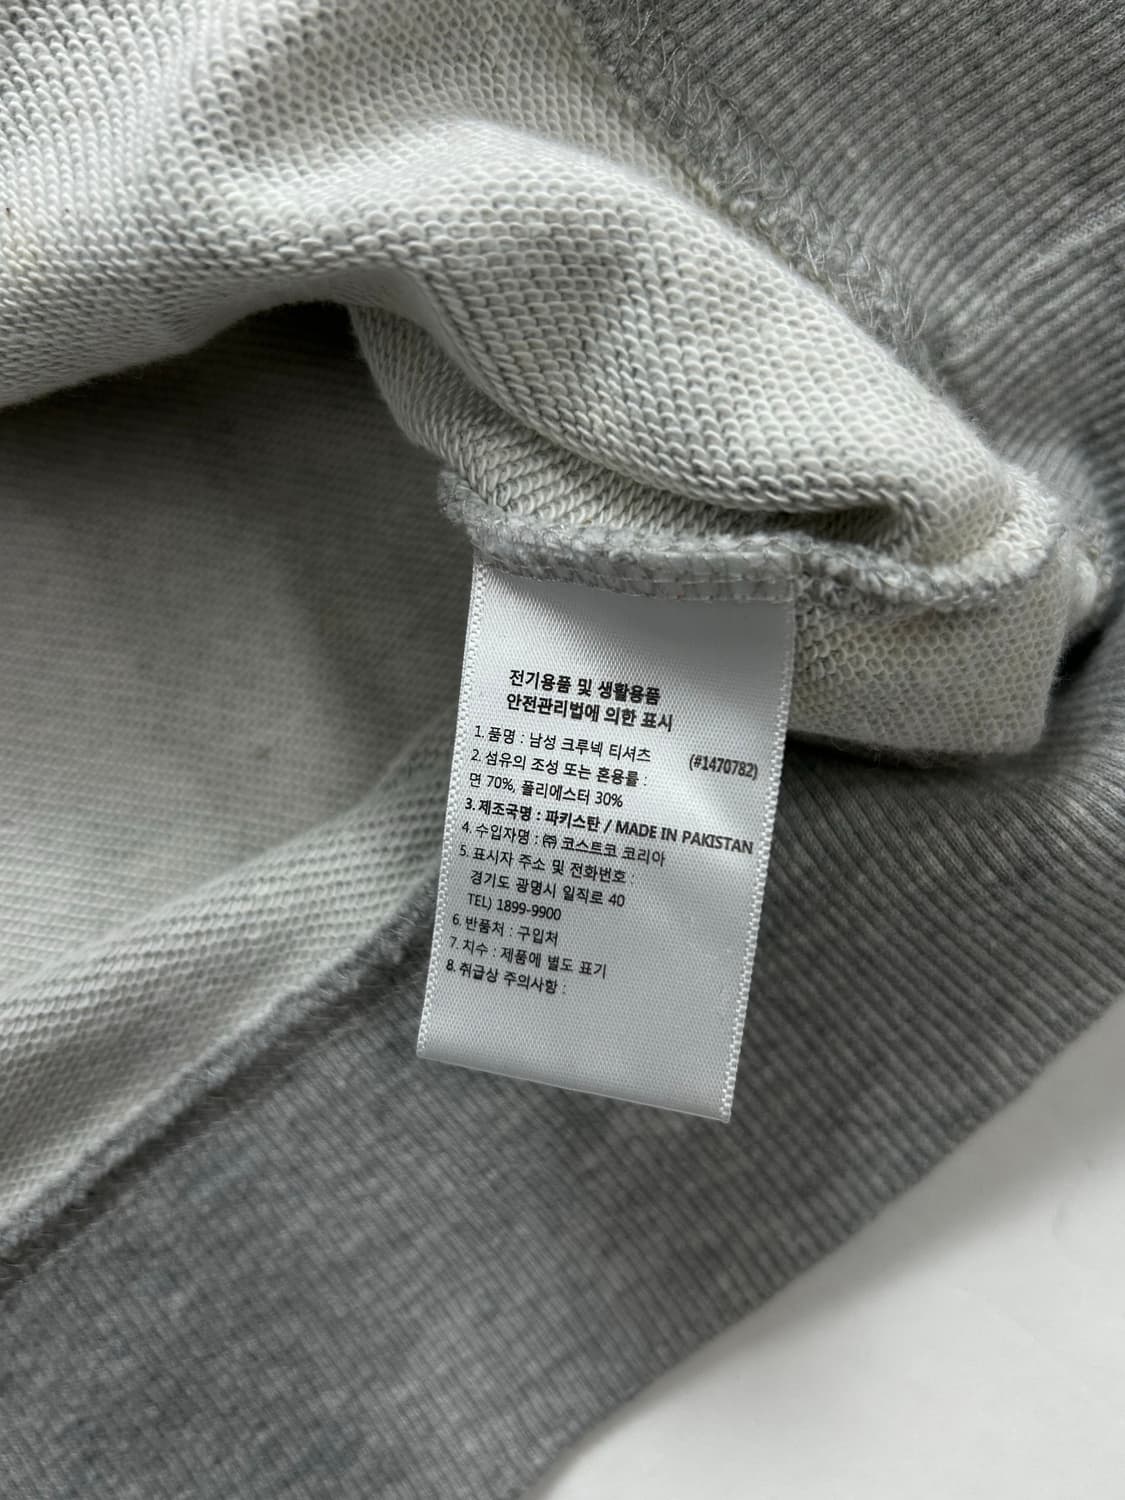 전기용품 및 생활용품
안전관리법에 의한 표시
1. 품명 : 남성 크루넥 티셔츠 (#1470782)
2. 섬유의 조성 또는 혼용률 :
면 70%, 폴리에스터 30%
3. 제조국명 : 파키스탄 / MADE IN PAKISTAN
4. 수입자명 : ㈜ 코스트코 코리아
5. 표시자 주소 및 전화번호 :
경기도 광명시 일직로 40
TEL) 1899-9900
6. 반품처 : 구입처
7. 치수 : 제품에 별도 표기
8. 취급상 주의사항 :